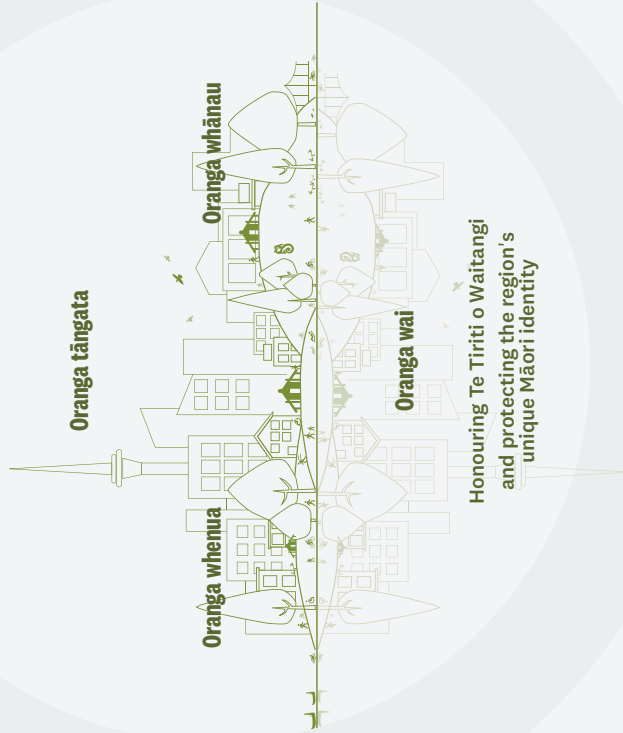 Oranga tāngata
Oranga whenua
Oranga whānau
Oranga wai
Honouring Te Tiriti o Waitangi
and protecting the region's
unique Māori identity